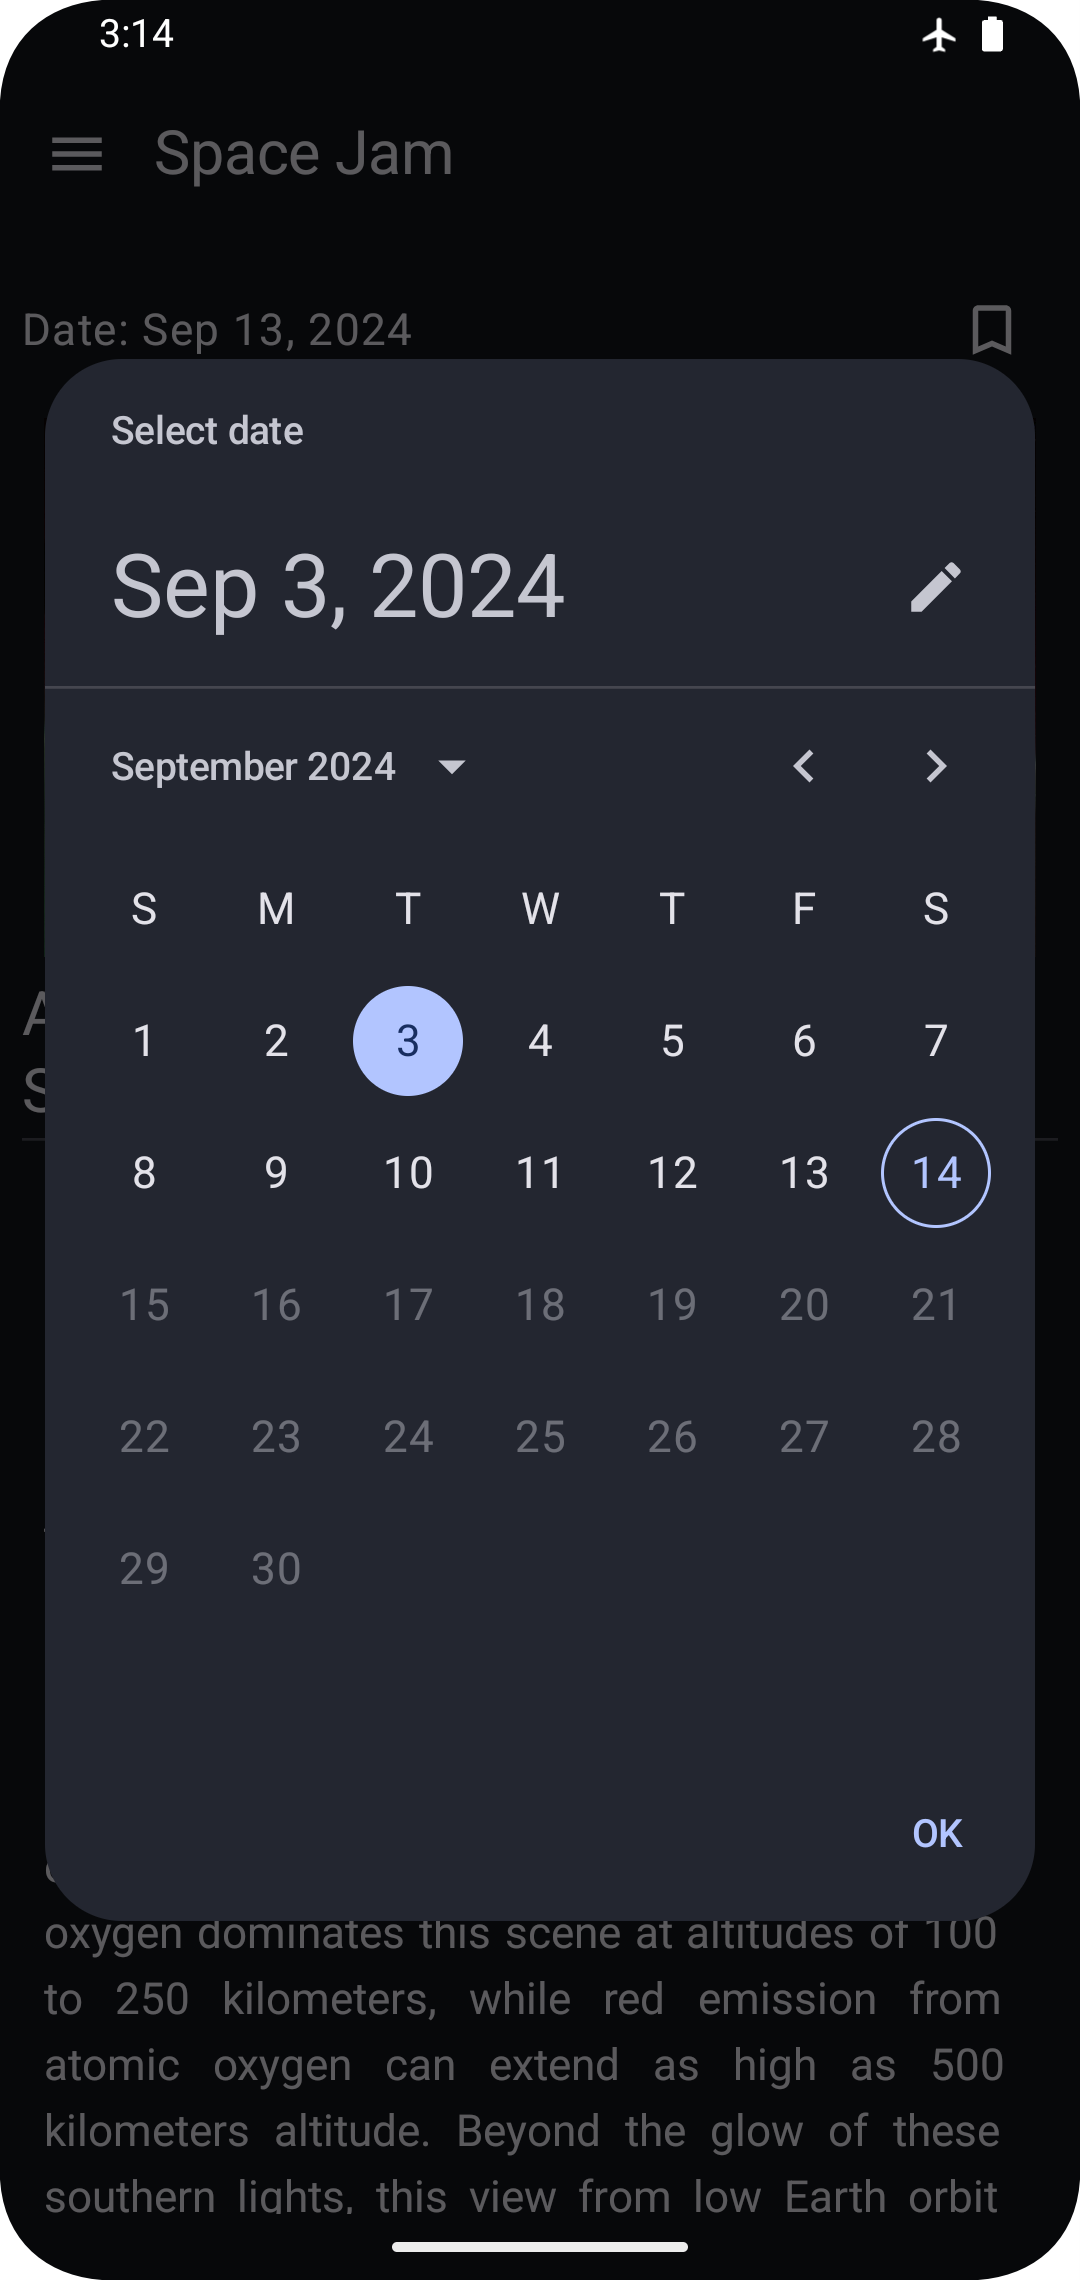 3:14
Space Jam
Date: Sep 13, 2024
Select date
Sep 3, 2024
September 2024
S M T W T F S
1 2 3 4 5 6 7
8 9 10 11 12 13 14
15 16 17 18 19 20 21
22 23 24 25 26 27 28
29 30
OK
oxygen dominates this scene at altitudes of 100
to 250 kilometers, while red emission from
atomic oxygen can extend as high as 500
kilometers altitude. Beyond the glow of these
southern lights, this view from low Earth orbit